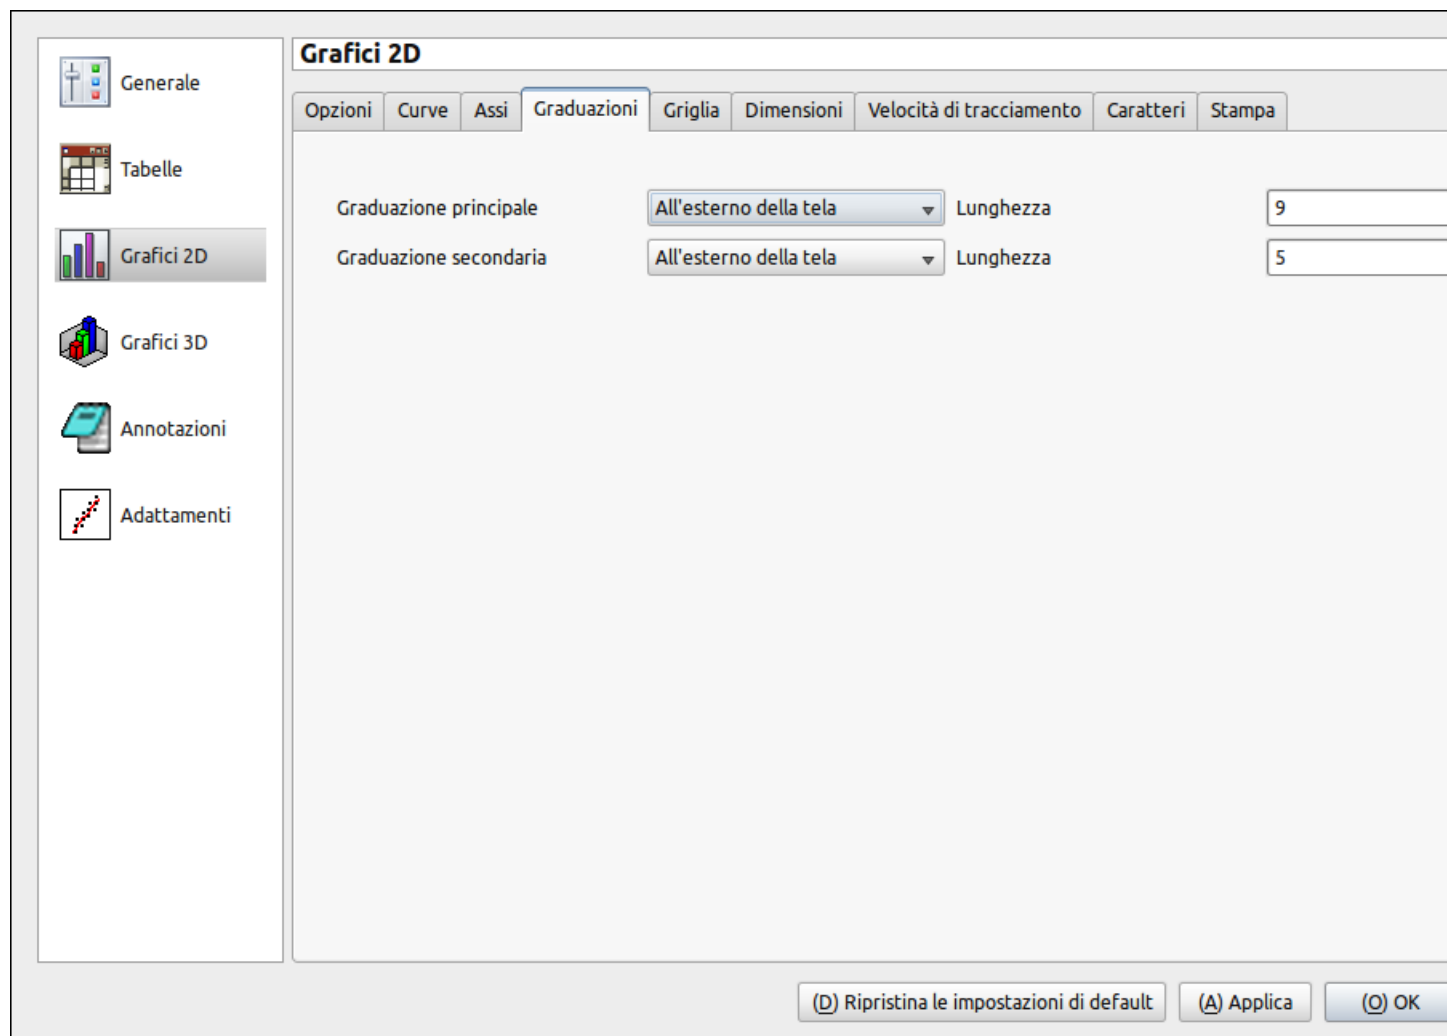 Generale
Tabelle
Grafici 2D
Grafici 3D
Annotazioni
Adattamenti
Grafici 2D
Opzioni Curve Assi Graduazioni Griglia Dimensioni Velocità di tracciamento Caratteri Stampa
Graduazione principale All'esterno della tela Lunghezza 9
Graduazione secondaria All'esterno della tela Lunghezza 5
(D) Ripristina le impostazioni di default (A) Applica (O) OK